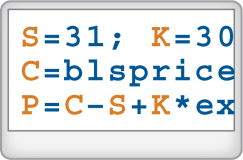 S=31; K=30
C=blsprice
P=C-S+K*ex